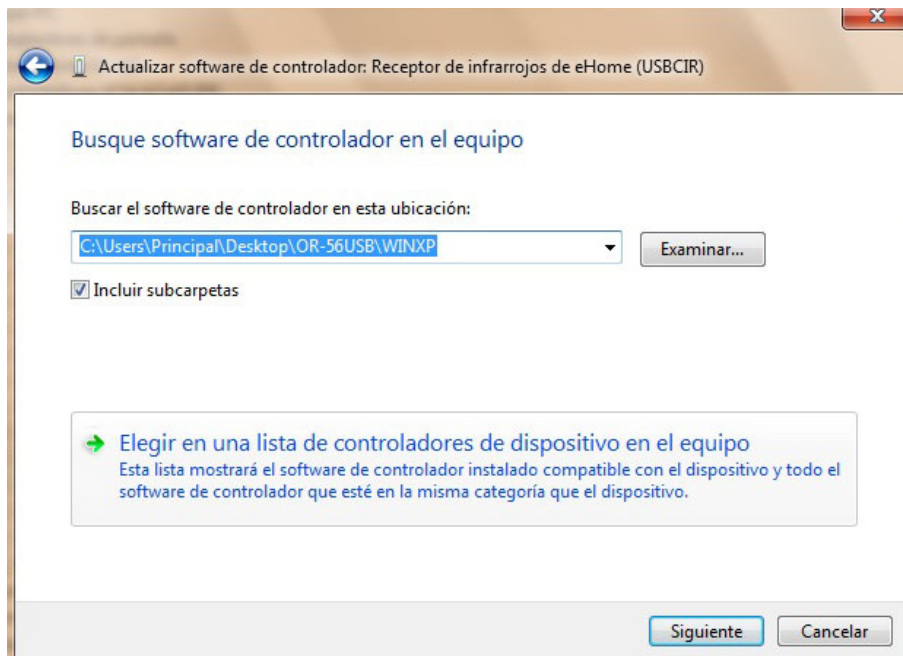 Actualizar software de controlador: Receptor de infrarrojos de eHome (USBCIR)
Busque software de controlador en el equipo
Buscar el software de controlador en esta ubicación:
C:\Users\Principal\Desktop\OR-56USB\WINXP
Examinar...
Incluir subcarpetas
Elegir en una lista de controladores de dispositivo en el equipo
Esta lista mostrará el software de controlador instalado compatible con el dispositivo y todo el
software de controlador que esté en la misma categoría que el dispositivo.
Siguiente
Cancelar